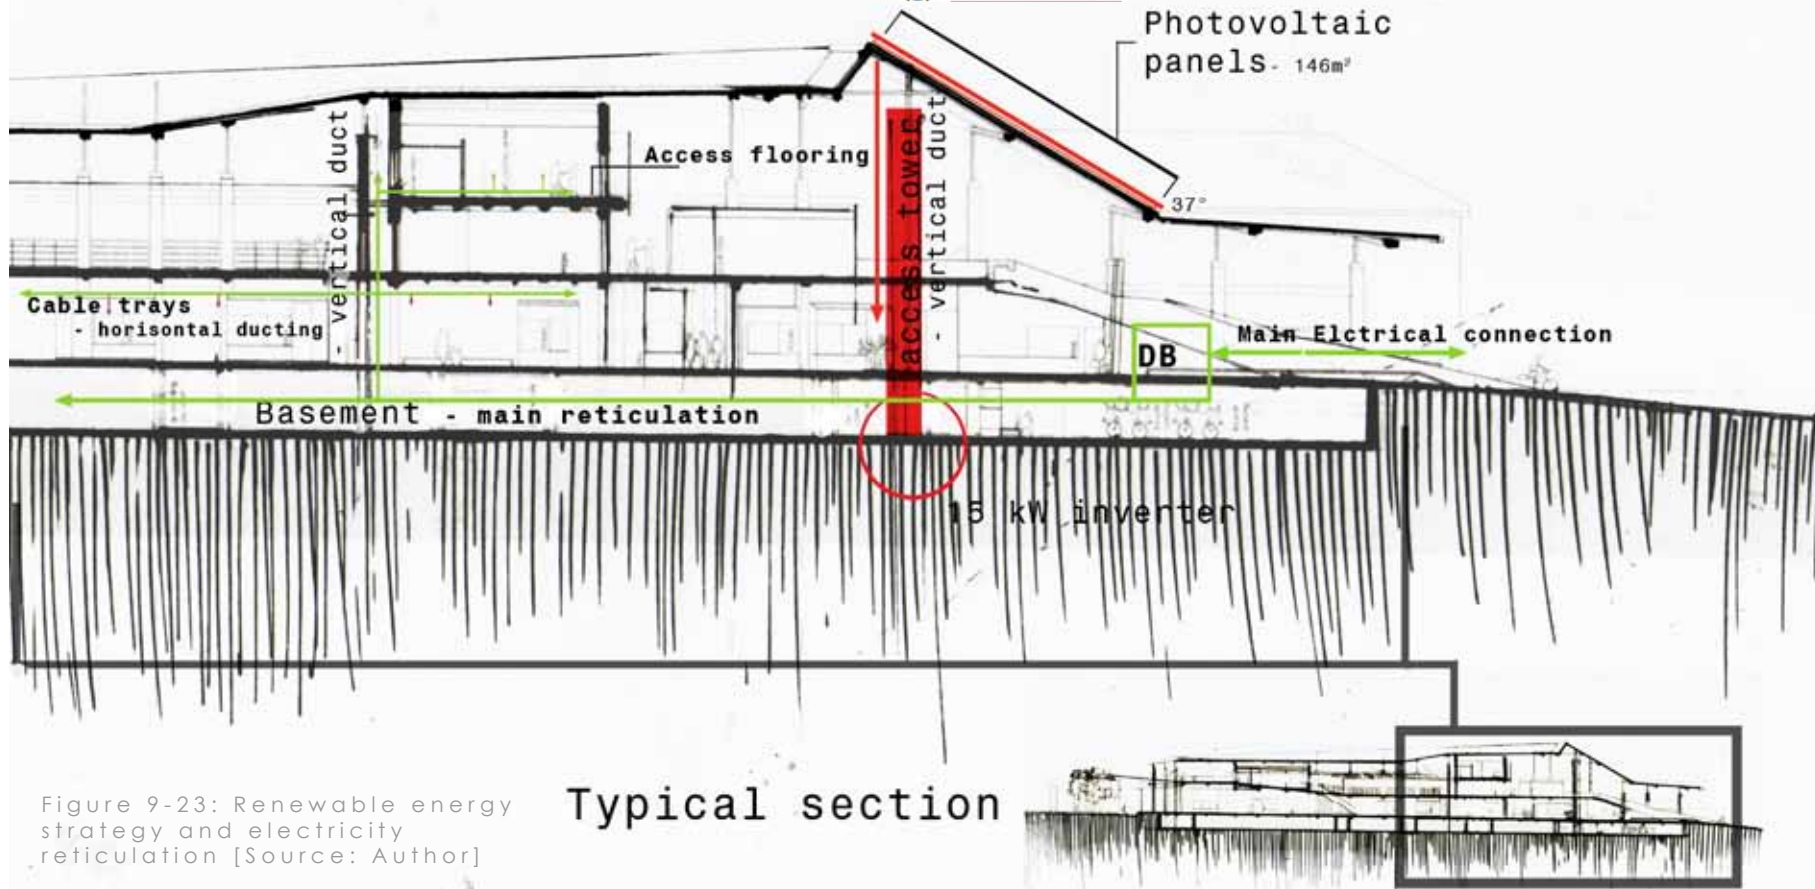 Photovoltaic
panels- 146m²
37°
- vertical duct
Access flooring
access tower
- vertical duct
Cable trays
- horisontal ducting
DB
Main Elctrical connection
Basement - main reticulation
15 kW inverter
Typical section
Figure 9-23: Renewable energy
strategy and electricity
reticulation [Source: Author]